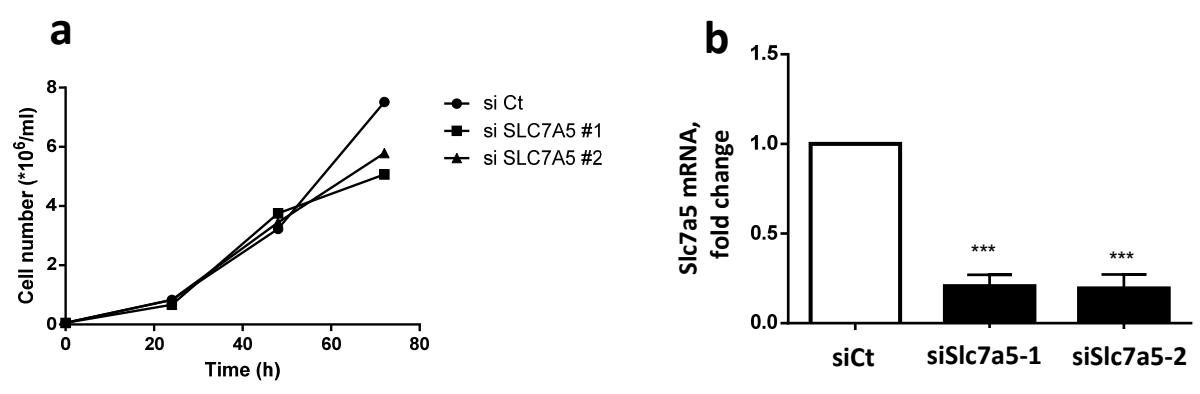 a
8
6
4
2
0
Cell number (*10⁶/ml)
0 20 40 60 80
Time (h)
si Ct
si SLC7A5 #1
si SLC7A5 #2
b
1.5
1.0
0.5
0.0
Slc7a5 mRNA,
fold change
*** ***
siCt siSlc7a5-1 siSlc7a5-2